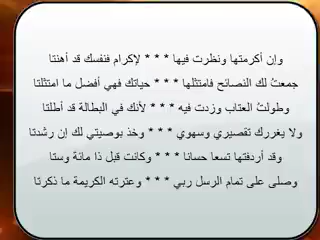 وإن أكرمتها ونظرت فيها * * * لإكرام فنفسك قد أهنتا
جمعتُ لك النصائح فامتثلها * * * حياتك فهي أفضل ما امتثلتا
وطولتُ العتاب وزدت فيه * * * لأنك في البطالة قد أطلتا
ولا يغررك تقصيري وسهوي * * * وخذ بوصيتي لك إن رشدتا
وقد أردفتها تسعا حسانا * * * وكانت قبل ذا مائة وستا
وصلى على تمام الرسل ربي * * * وعترته الكريمة ما ذكرتا